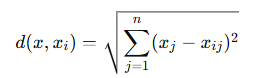 $d(x, x_i) = \sqrt{\sum_{j=1}^{n} (x_j - x_{ij})^2}$